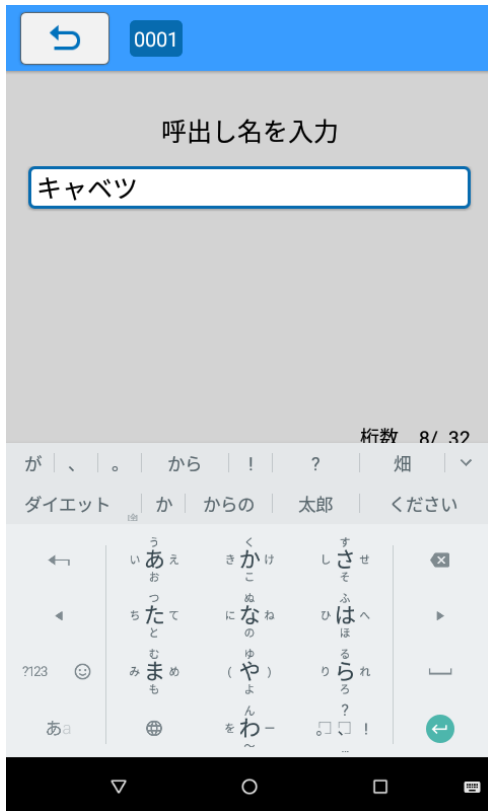 0001
呼出し名を入力
キャベツ
桁数 8/ 32
が 、 。 から ! ? 畑
ダイエット か からの 太郎 ください
う く す
い あ え き か け し さ せ
お こ そ
つ ぬ ふ
ち た て に な ね ひ は へ
と の ほ
む ゆ る
?123 み ま め ( や ) り ら れ
も よ ろ
ん ?
あa を わ ー 。 、 !
〜 …